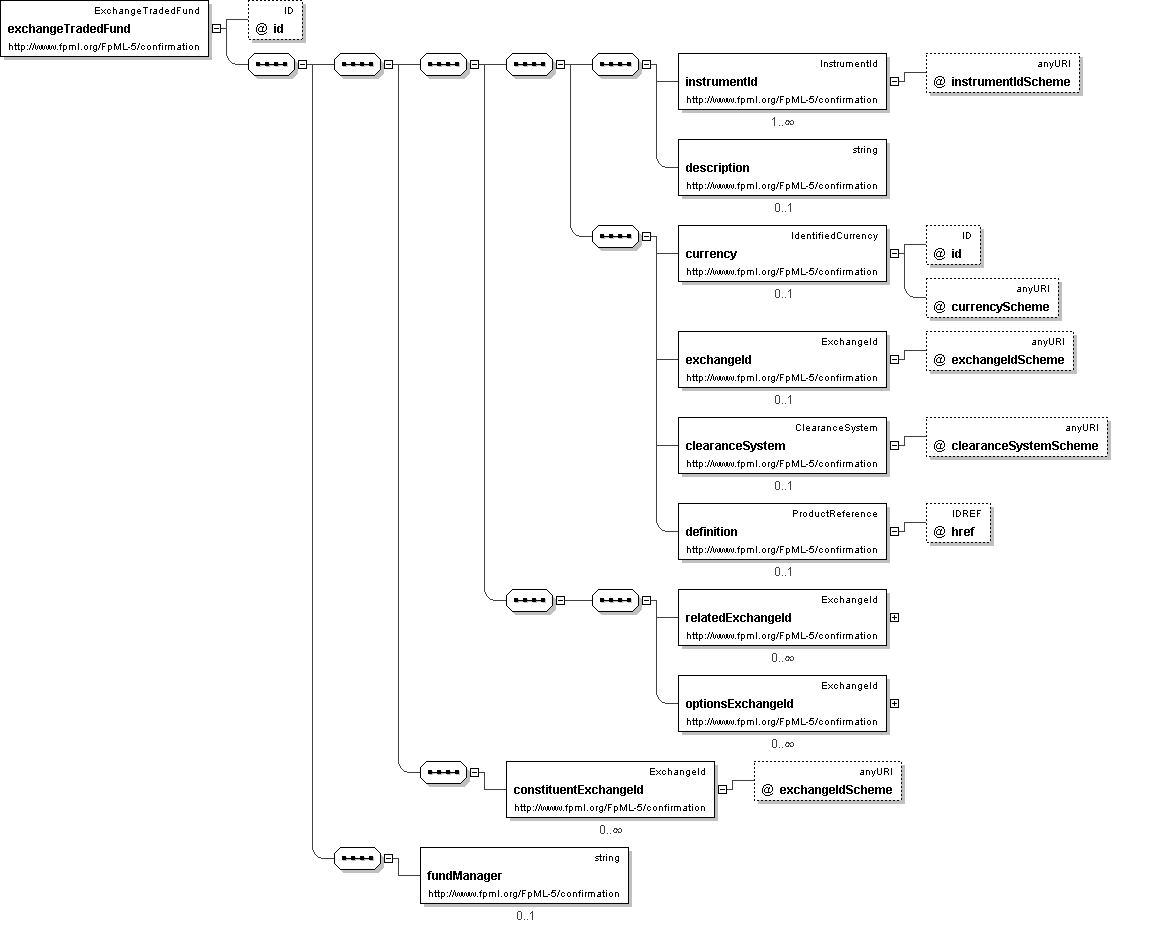 ExchangeTradedFund
exchangeTradedFund
http://www.fpml.org/FpML-5/confirmation
ID
@ id
InstrumentId
instrumentId
http://www.fpml.org/FpML-5/confirmation
1..∞
anyURI
@ instrumentIdScheme
string
description
http://www.fpml.org/FpML-5/confirmation
0..1
IdentifiedCurrency
currency
http://www.fpml.org/FpML-5/confirmation
0..1
ID
@ id
anyURI
@ currencyScheme
ExchangeId
exchangeId
http://www.fpml.org/FpML-5/confirmation
0..1
anyURI
@ exchangeIdScheme
ClearanceSystem
clearanceSystem
http://www.fpml.org/FpML-5/confirmation
0..1
anyURI
@ clearanceSystemScheme
ProductReference
definition
http://www.fpml.org/FpML-5/confirmation
0..1
IDREF
@ href
ExchangeId
relatedExchangeId
http://www.fpml.org/FpML-5/confirmation
0..∞
ExchangeId
optionsExchangeId
http://www.fpml.org/FpML-5/confirmation
0..∞
ExchangeId
constituentExchangeId
http://www.fpml.org/FpML-5/confirmation
0..∞
anyURI
@ exchangeIdScheme
string
fundManager
http://www.fpml.org/FpML-5/confirmation
0..1